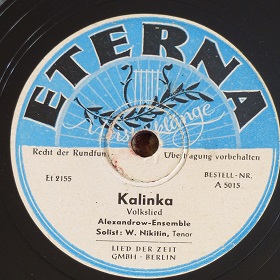 ETERNA
Recht der Rundfunk
Übertragung vorbehalten
Et 2155
BESTELL-NR.
A 5015
Kalinka
Volkslied
Alexandrow-Ensemble
Solist: W. Nikitin, Tenor
LIED DER ZEIT
GMBH - BERLIN